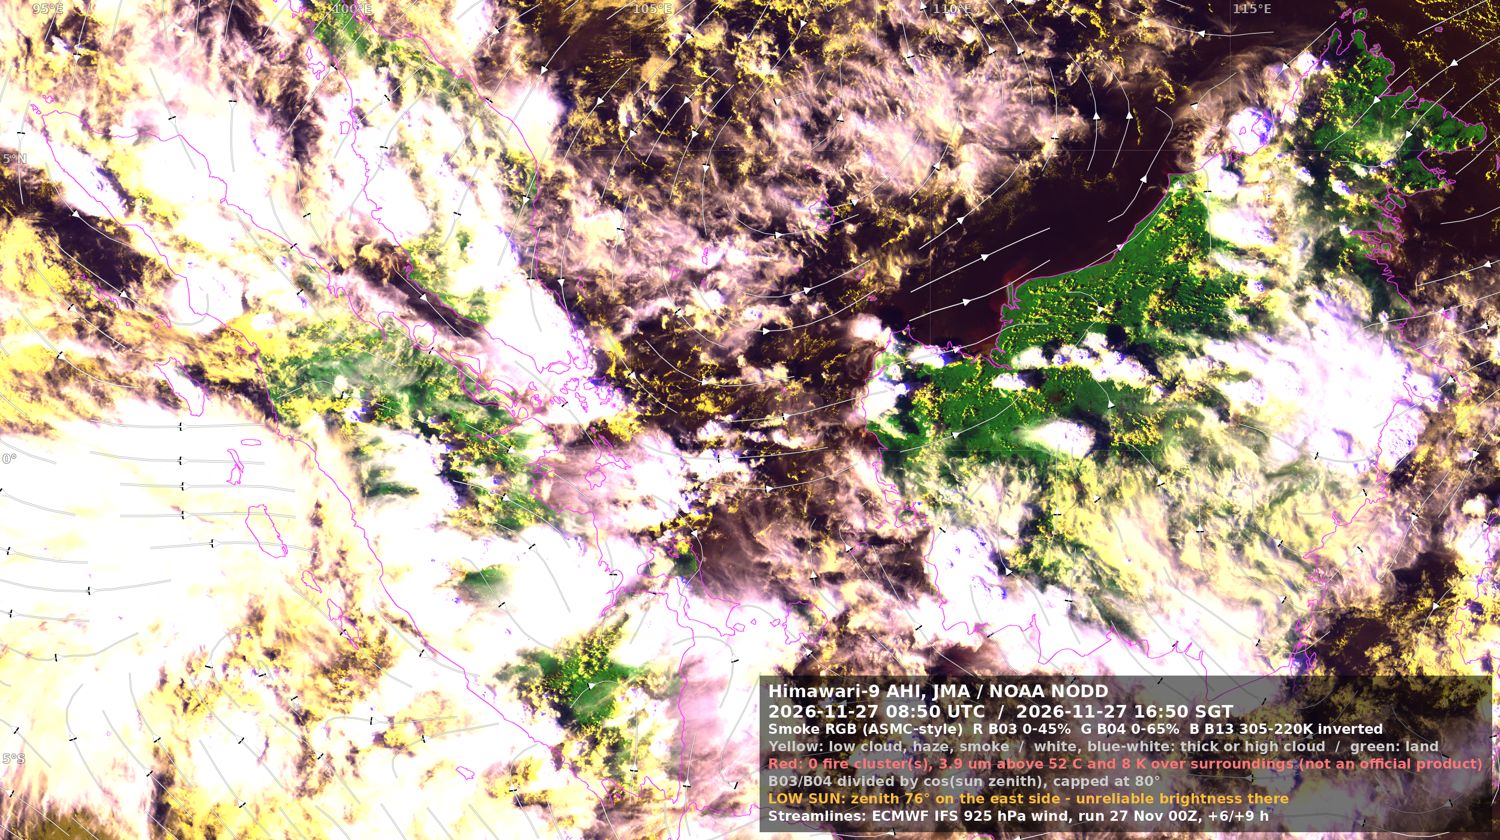 95°E 100°E 105°E 110°E 115°E
5°N
0°
5°S
Himawari-9 AHI, JMA / NOAA NODD
2026-11-27 08:50 UTC / 2026-11-27 16:50 SGT
Smoke RGB (ASMC-style) R B03 0-45% G B04 0-65% B B13 305-220K inverted
Yellow: low cloud, haze, smoke / white, blue-white: thick or high cloud / green: land
Red: 0 fire cluster(s), 3.9 um above 52 C and 8 K over surroundings (not an official product)
B03/B04 divided by cos(sun zenith), capped at 80°
LOW SUN: zenith 76° on the east side - unreliable brightness there
Streamlines: ECMWF IFS 925 hPa wind, run 27 Nov 00Z, +6/+9 h